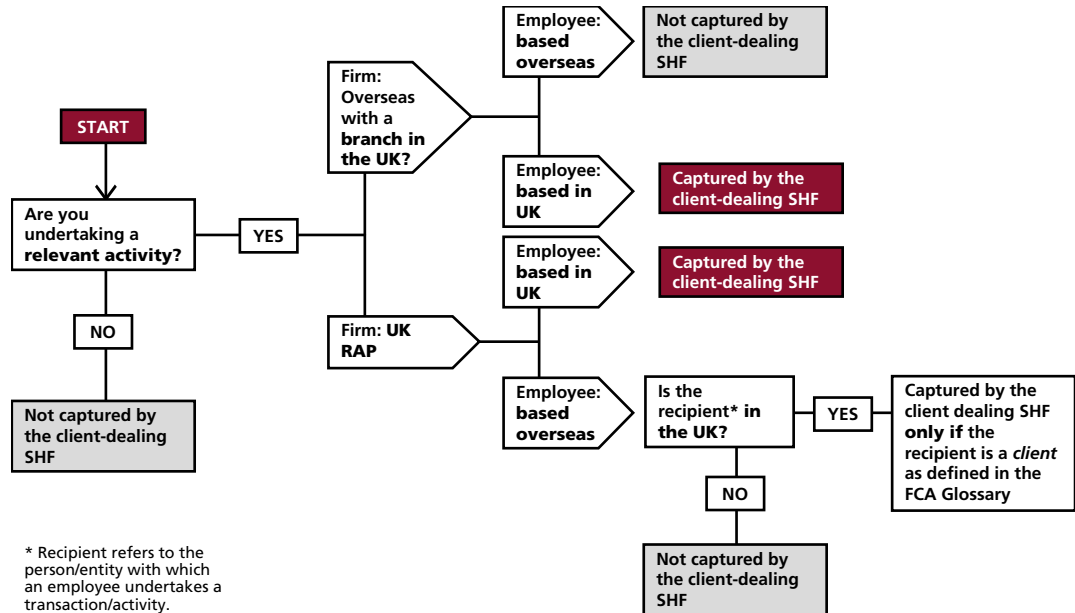 START
Are you
undertaking a
relevant activity?
YES
NO
Not captured by
the client-dealing
SHF
Firm:
Overseas
with a
branch in
the UK?
Employee:
based
overseas
Not captured by
the client-dealing
SHF
Employee:
based in
UK
Captured by the
client-dealing SHF
Firm: UK
RAP
Employee:
based in
UK
Captured by the
client-dealing SHF
Employee:
based
overseas
Is the
recipient* in
the UK?
YES
Captured by the
client dealing SHF
only if the
recipient is a client
as defined in the
FCA Glossary
NO
Not captured by
the client-dealing
SHF
* Recipient refers to the
person/entity with which
an employee undertakes a
transaction/activity.